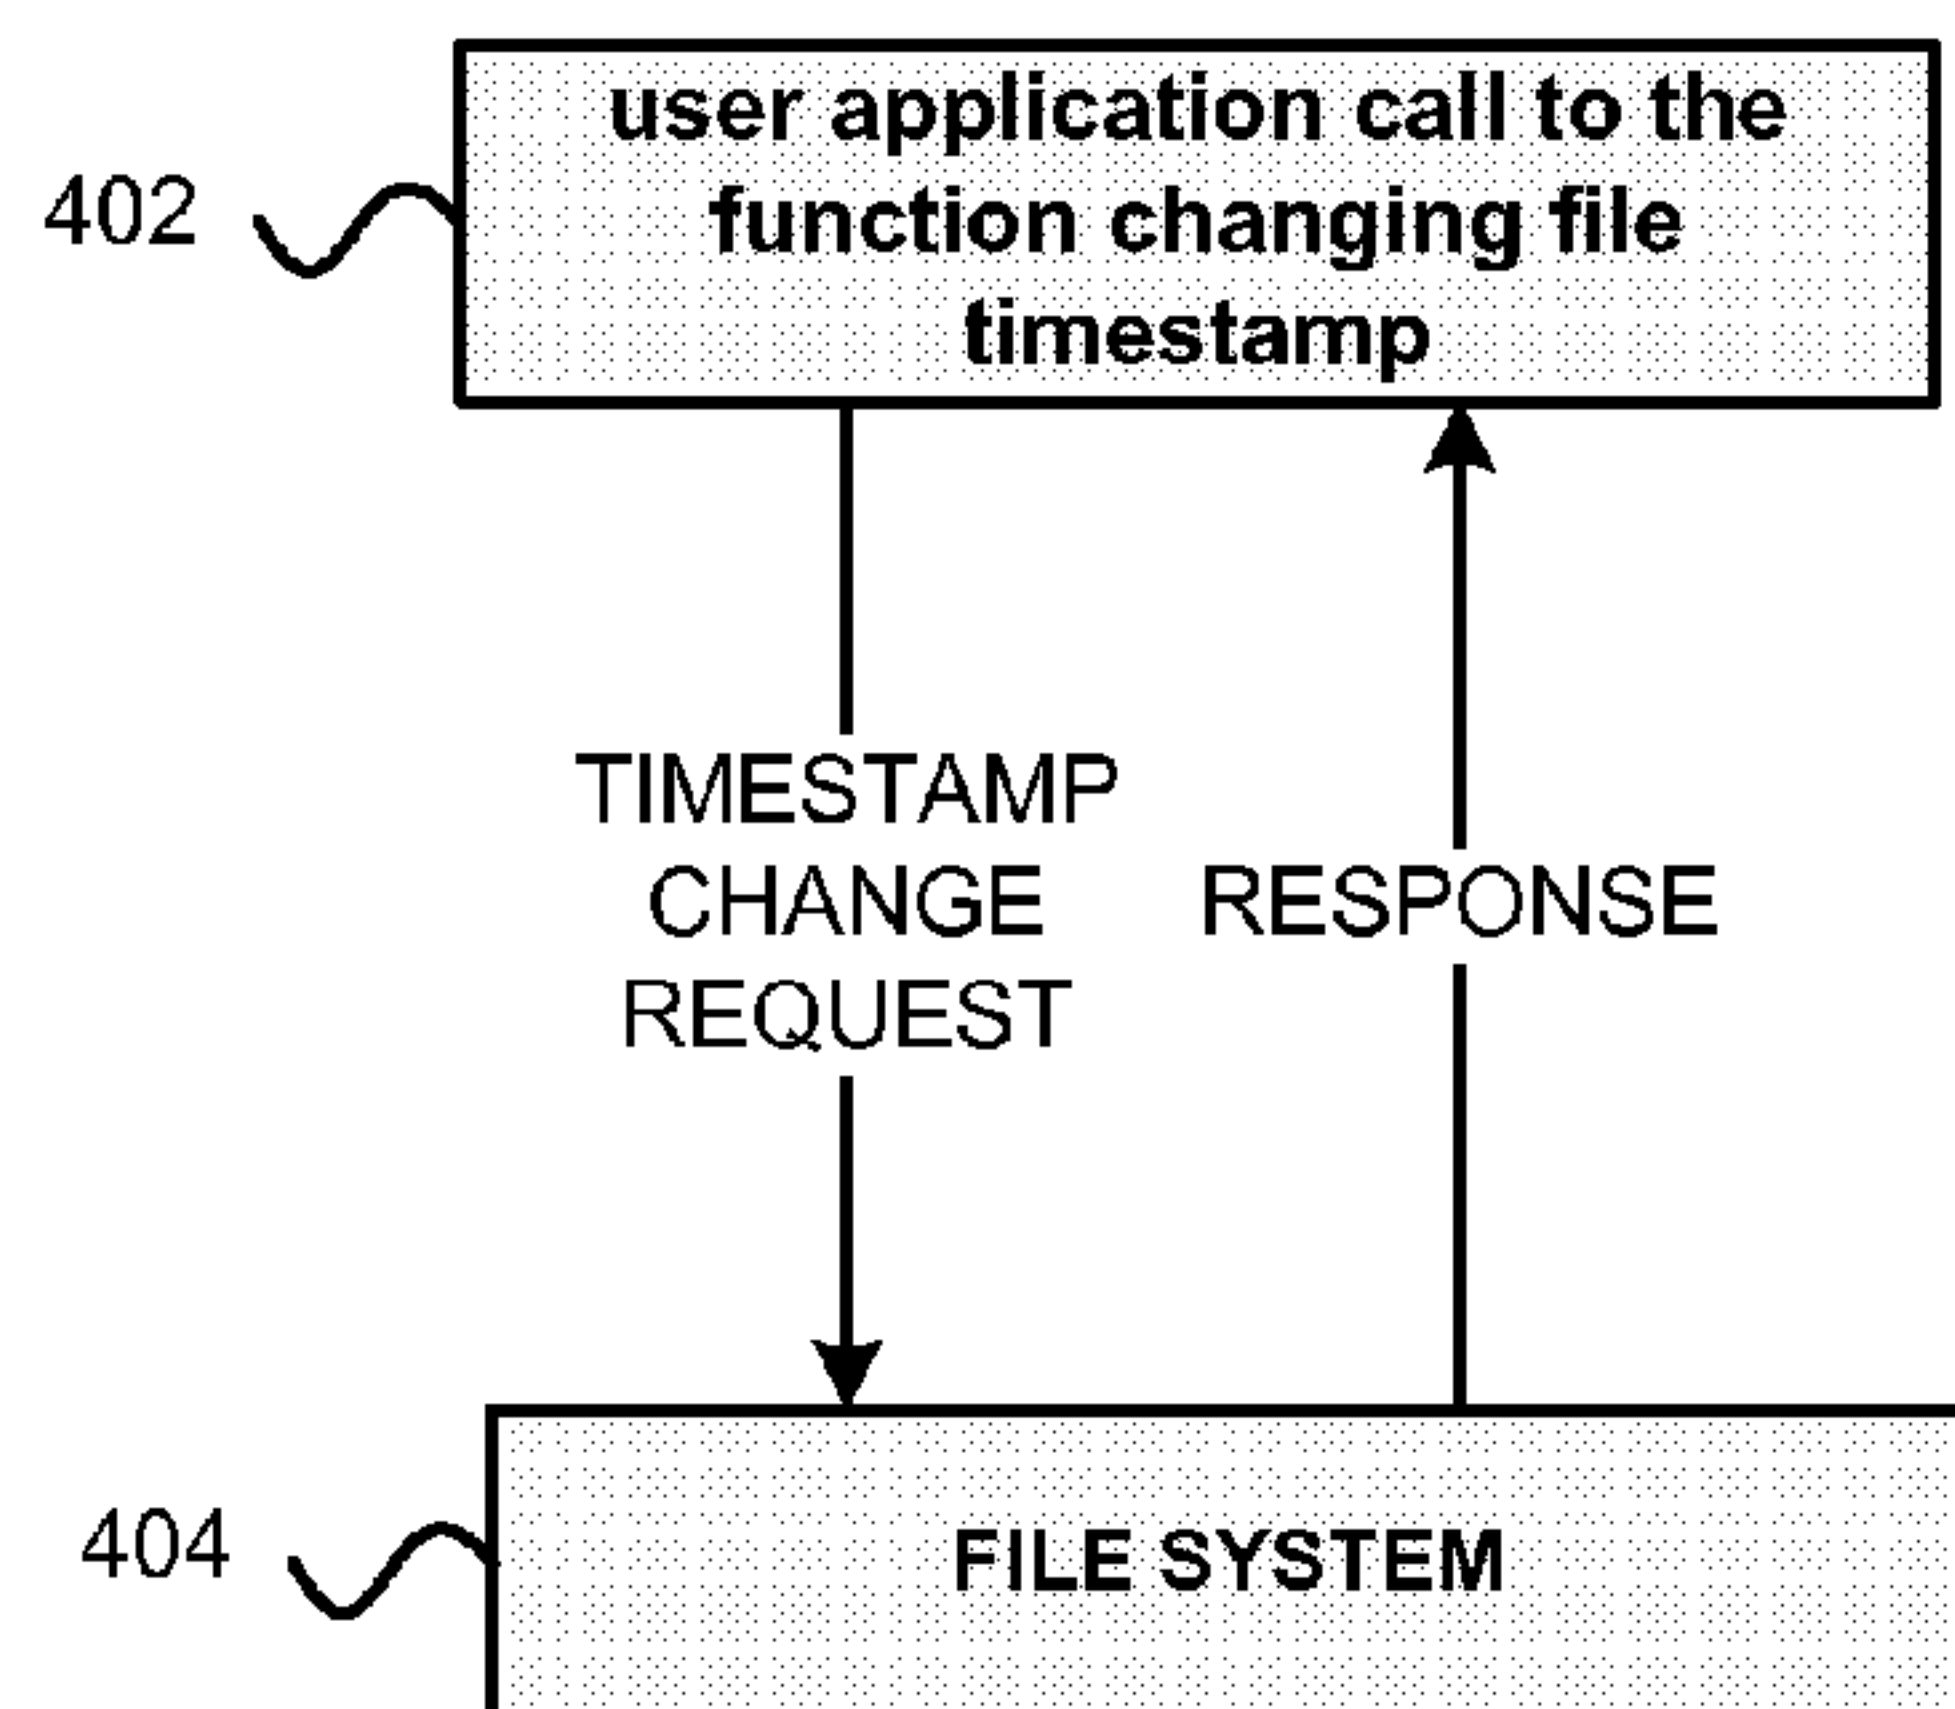 user application call to the
402
function changing file
timestamp
TIMESTAMP
CHANGE
RESPONSE
REQUEST
404
FILE SYSTEM